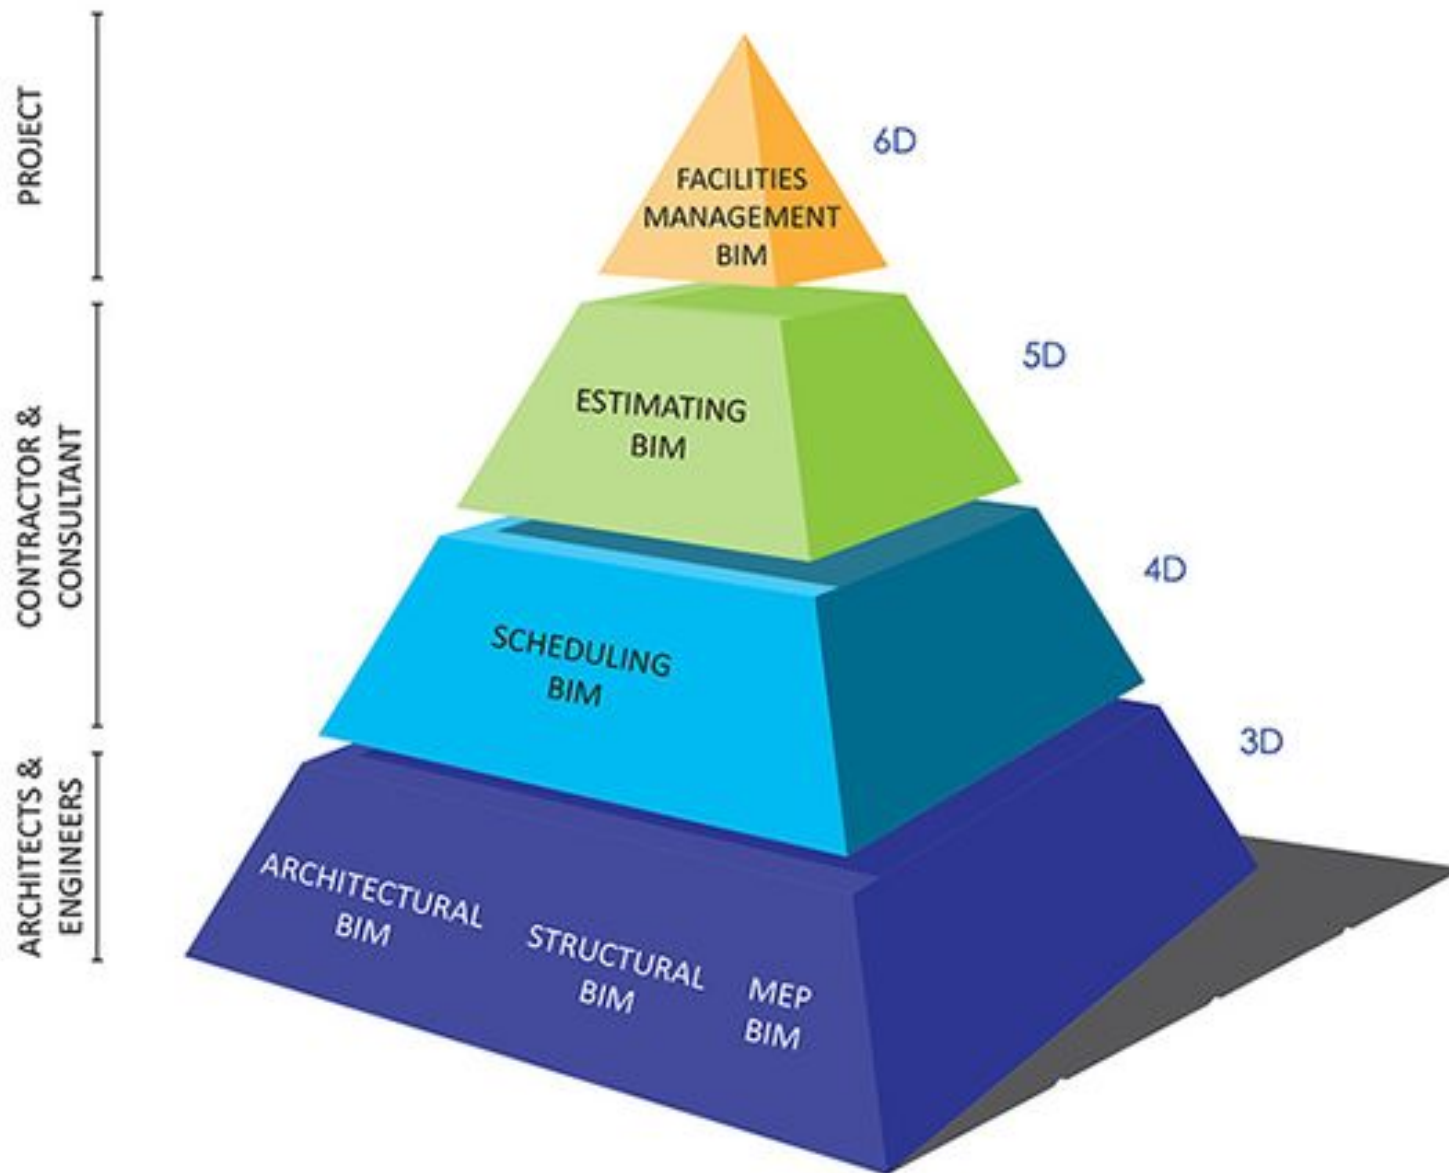 PROJECT
6D
FACILITIES
MANAGEMENT
BIM
CONTRACTOR &
CONSULTANT
5D
ESTIMATING
BIM
4D
SCHEDULING
BIM
ARCHITECTS &
ENGINEERS
3D
ARCHITECTURAL
BIM
STRUCTURAL
BIM
MEP
BIM